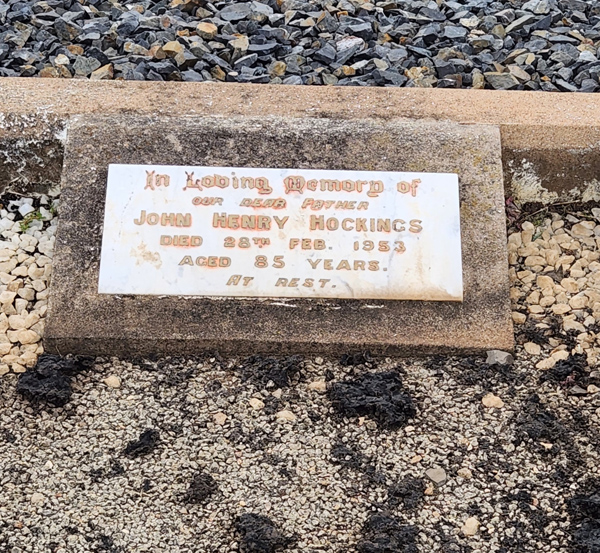 In Loving Memory of
OUR DEAR FATHER
JOHN HENRY HOCKINGS
DIED 28TH FEB. 1953
AGED 85 YEARS.
AT REST.